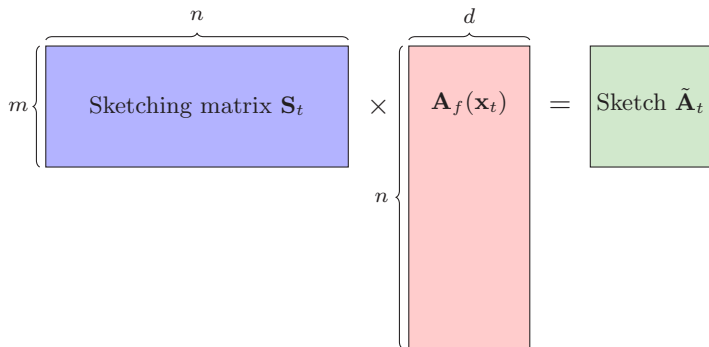 n
d
m
Sketching matrix S_t
×
A_f(x_t)
=
Sketch Ã_t
n